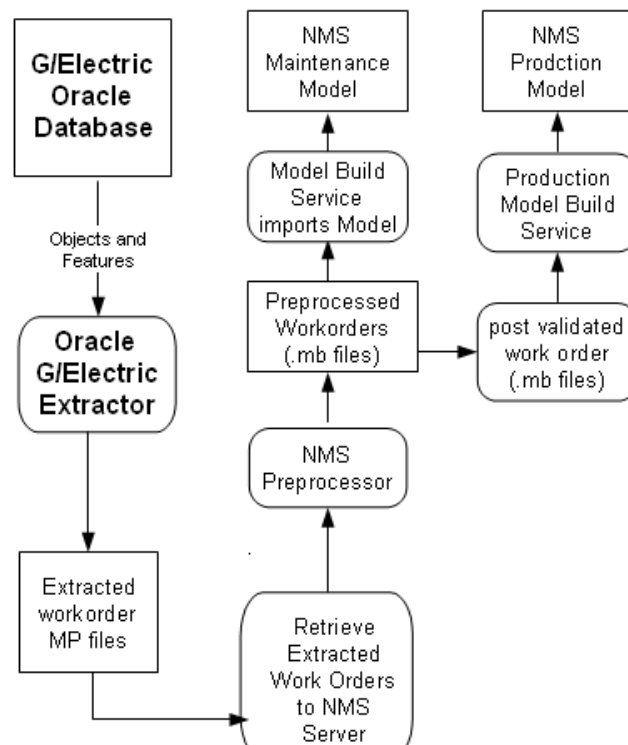 G/Electric
Oracle
Database
Objects and
Features
Oracle
G/Electric
Extractor
Extracted
workorder
MP files
Retrieve
Extracted
Work Orders
to NMS
Server
NMS
Preprocessor
Preprocessed
Workorders
(.mb files)
Model Build
Service
imports Model
NMS
Maintenance
Model
post validated
work order
(.mb files)
Production
Model Build
Service
NMS
Prodction
Model